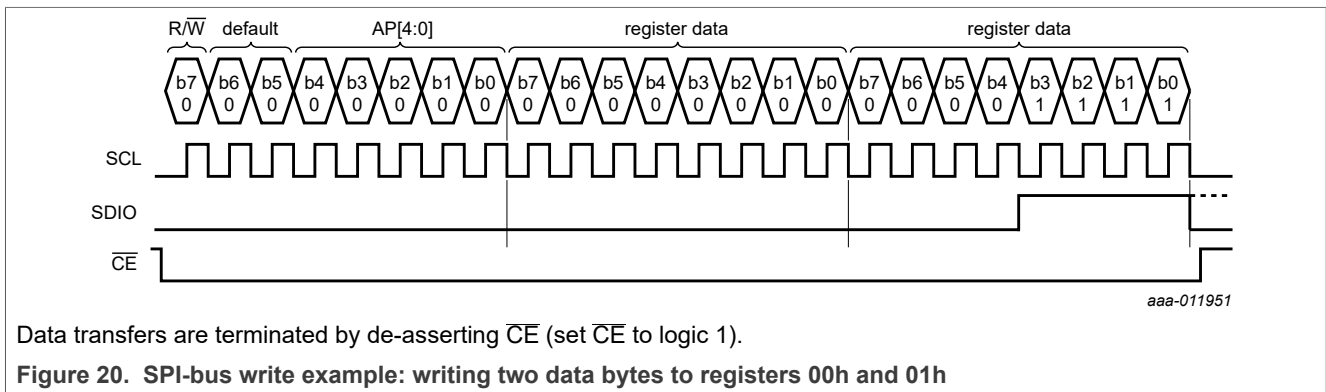 R/W̅ default AP[4:0] register data register data
b7 b6 b5 b4 b3 b2 b1 b0 b7 b6 b5 b4 b3 b2 b1 b0 b7 b6 b5 b4 b3 b2 b1 b0
0 0 0 0 0 0 0 0 0 0 0 0 0 0 0 0 0 0 0 0 1 1 1 1
SCL
SDIO
C̅E̅
aaa-011951
Data transfers are terminated by de-asserting C̅E̅ (set C̅E̅ to logic 1).
Figure 20. SPI-bus write example: writing two data bytes to registers 00h and 01h